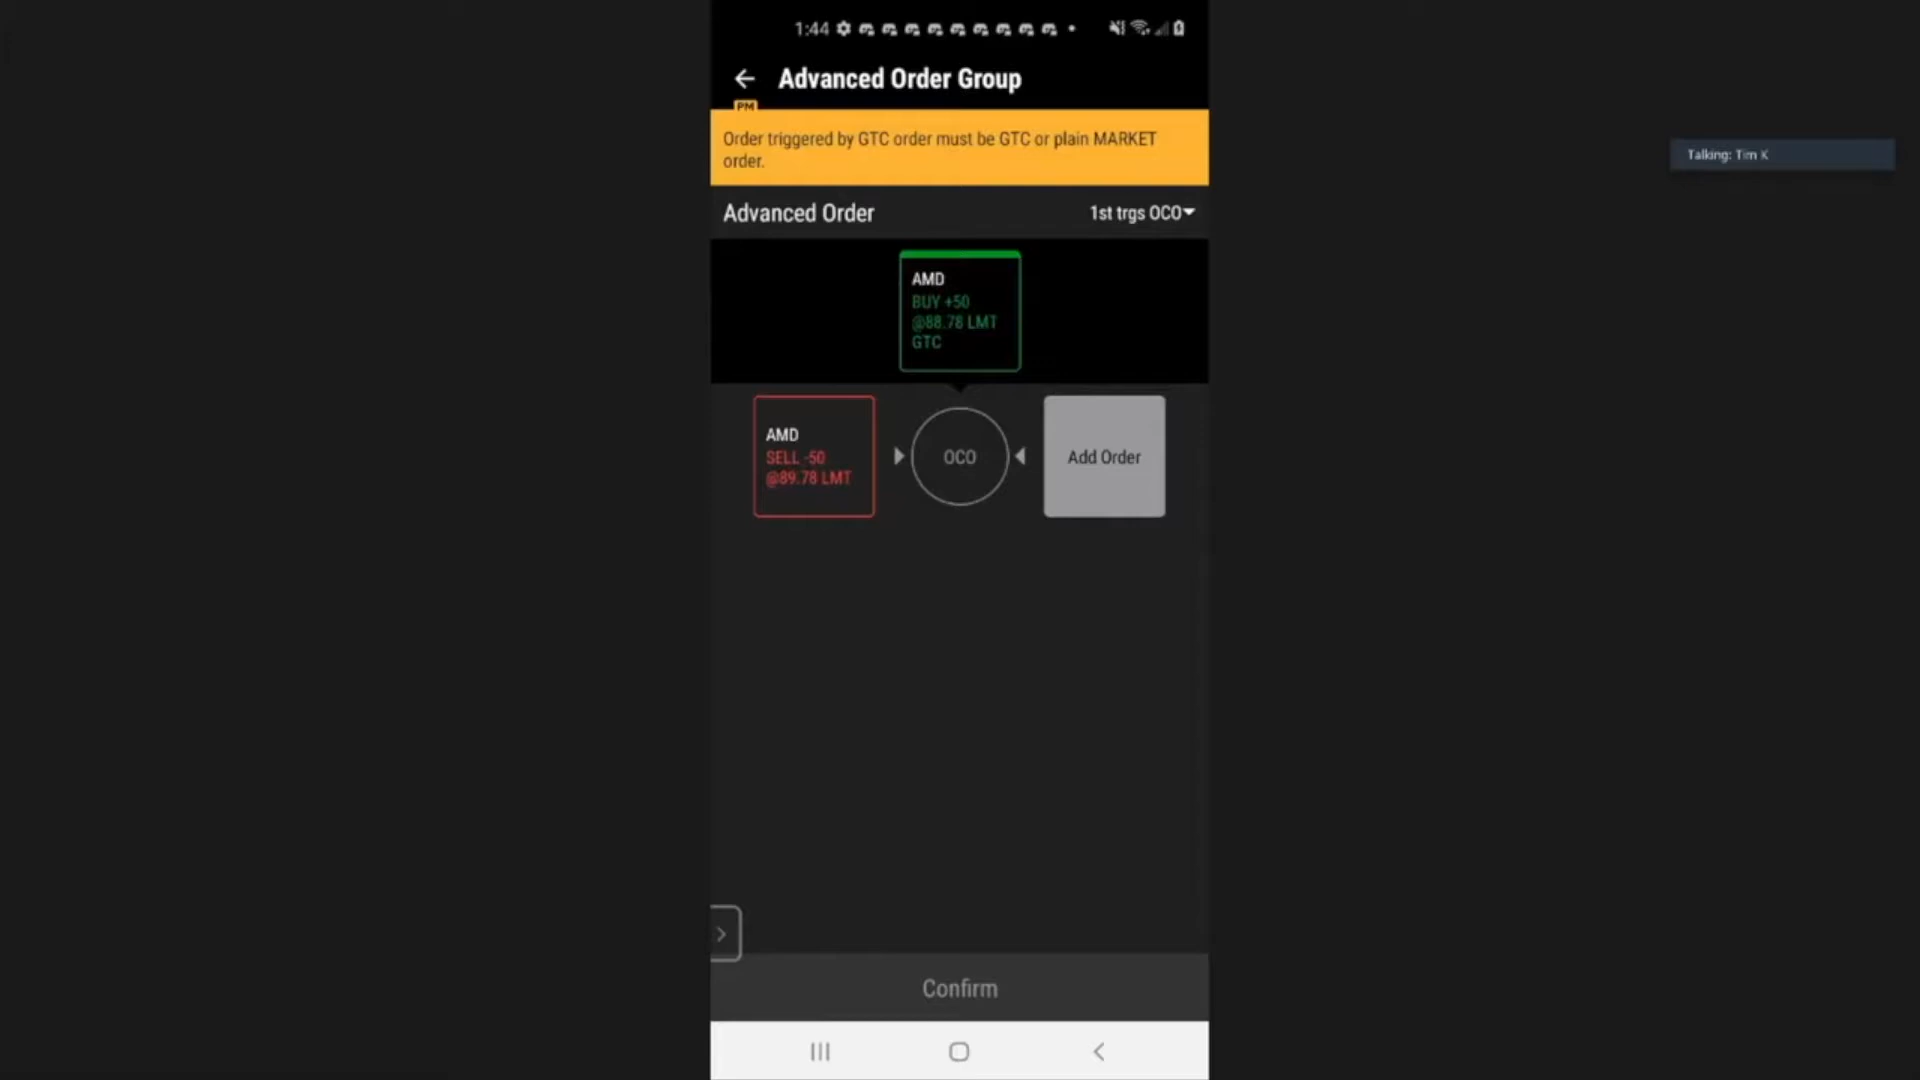 1:44
Advanced Order Group
PM
Order triggered by GTC order must be GTC or plain MARKET
order.
Advanced Order
1st trgs OCO
AMD
BUY +50
@88.78 LMT
GTC
AMD
SELL -50
@89.78 LMT
OCO
Add Order
Confirm
Talking: Tim K